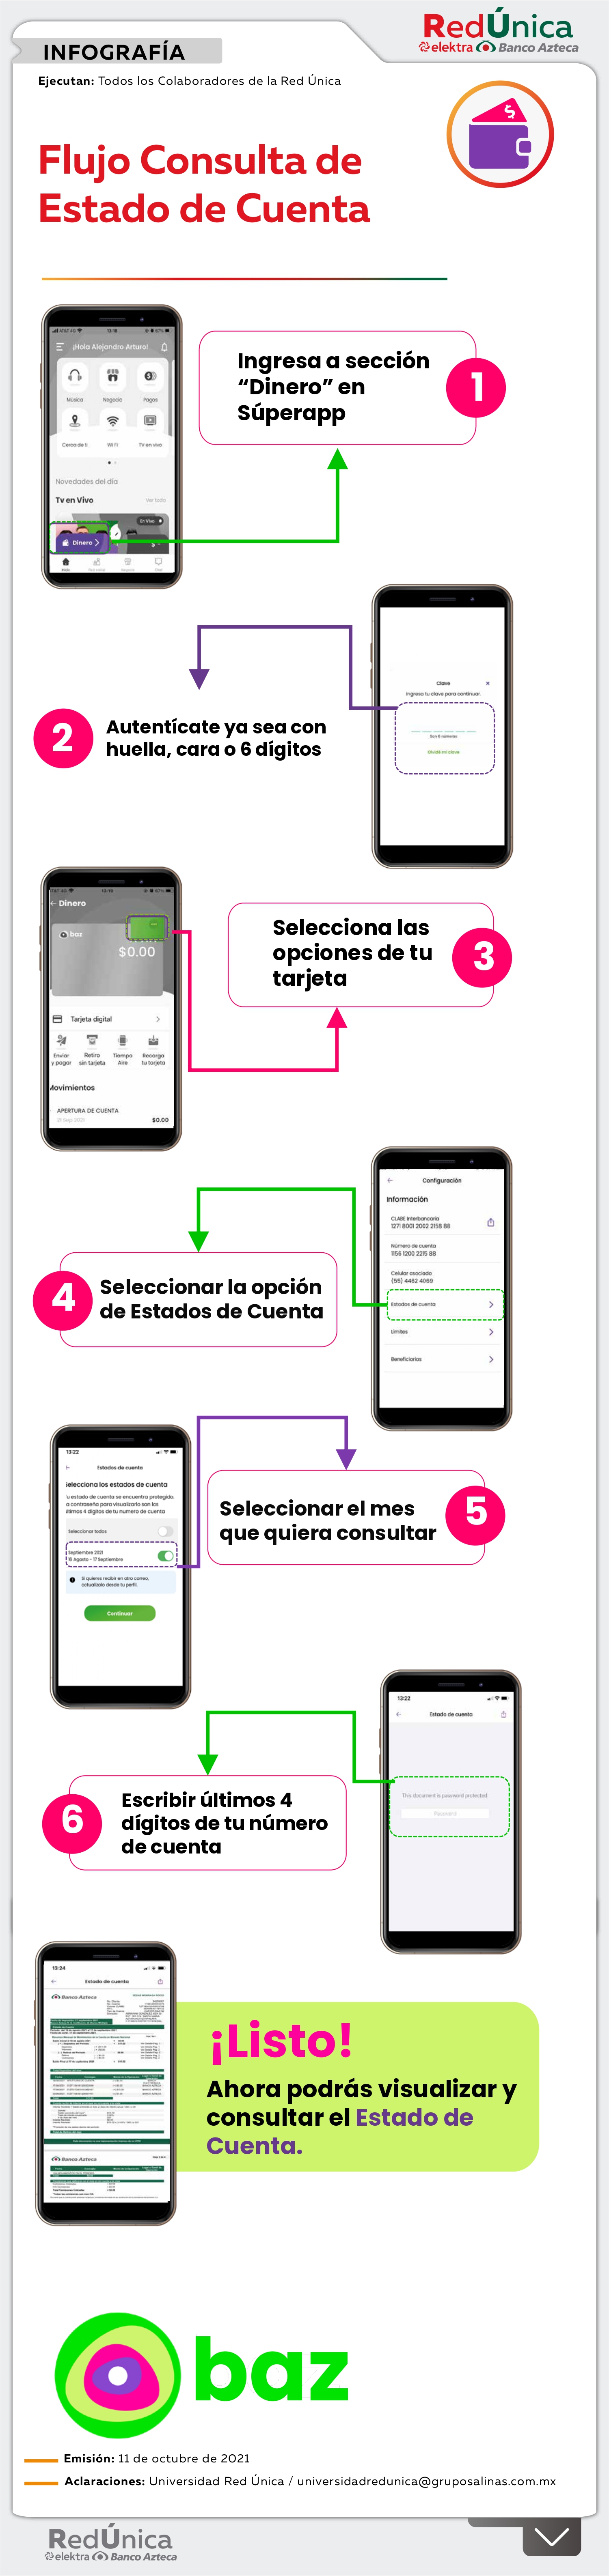 RedÚnica
elektra Banco Azteca
INFOGRAFÍA
Ejecutan: Todos los Colaboradores de la Red Única
Flujo Consulta de
Estado de Cuenta
13:18
¡Hola Alejandro Arturo!
Música Negocio Pagos
Cerca de ti Wi Fi TV en vivo
Novedades del día
Tv en Vivo Ver todo
En Vivo
Dinero
Inicio
Ingresa a sección
“Dinero” en
Súperapp
1
Clave
Ingresa tu clave para continuar.
Son 6 números
Olvidé mi clave
2
Autentícate ya sea con
huella, cara o 6 dígitos
Dinero
baz
$0.00
Tarjeta digital
Enviar Retiro Tiempo Recarga
y pagar sin tarjeta Aire tu tarjeta
Movimientos
APERTURA DE CUENTA
$0.00
Selecciona las
opciones de tu
tarjeta
3
Configuración
Información
CLABE Interbancaria
1271 8001 2002 2158 88
Número de cuenta
1156 1200 2215 88
Celular asociado
(55) 4462 4069
Estados de cuenta
Límites
Beneficiarios
4
Seleccionar la opción
de Estados de Cuenta
13:22
Estados de cuenta
elecciona los estados de cuenta
u estado de cuenta se encuentra protegido.
a contraseña para visualizarlo son los
ltimos 4 dígitos de tu numero de cuenta
Seleccionar todos
Septiembre 2021
16 Agosto - 17 Septiembre
Si quieres recibir en otro correo,
actualízalo desde tu perfil.
Continuar
Seleccionar el mes
que quiera consultar
5
13:22
Estado de cuenta
This document is password protected.
Password
6
Escribir últimos 4
dígitos de tu número
de cuenta
13:24
Estado de cuenta
Banco Azteca
Banco Azteca
¡Listo!
Ahora podrás visualizar y
consultar el Estado de
Cuenta.
baz
Emisión: 11 de octubre de 2021
Aclaraciones: Universidad Red Única / universidadredunica@gruposalinas.com.mx
RedÚnica
elektra Banco Azteca